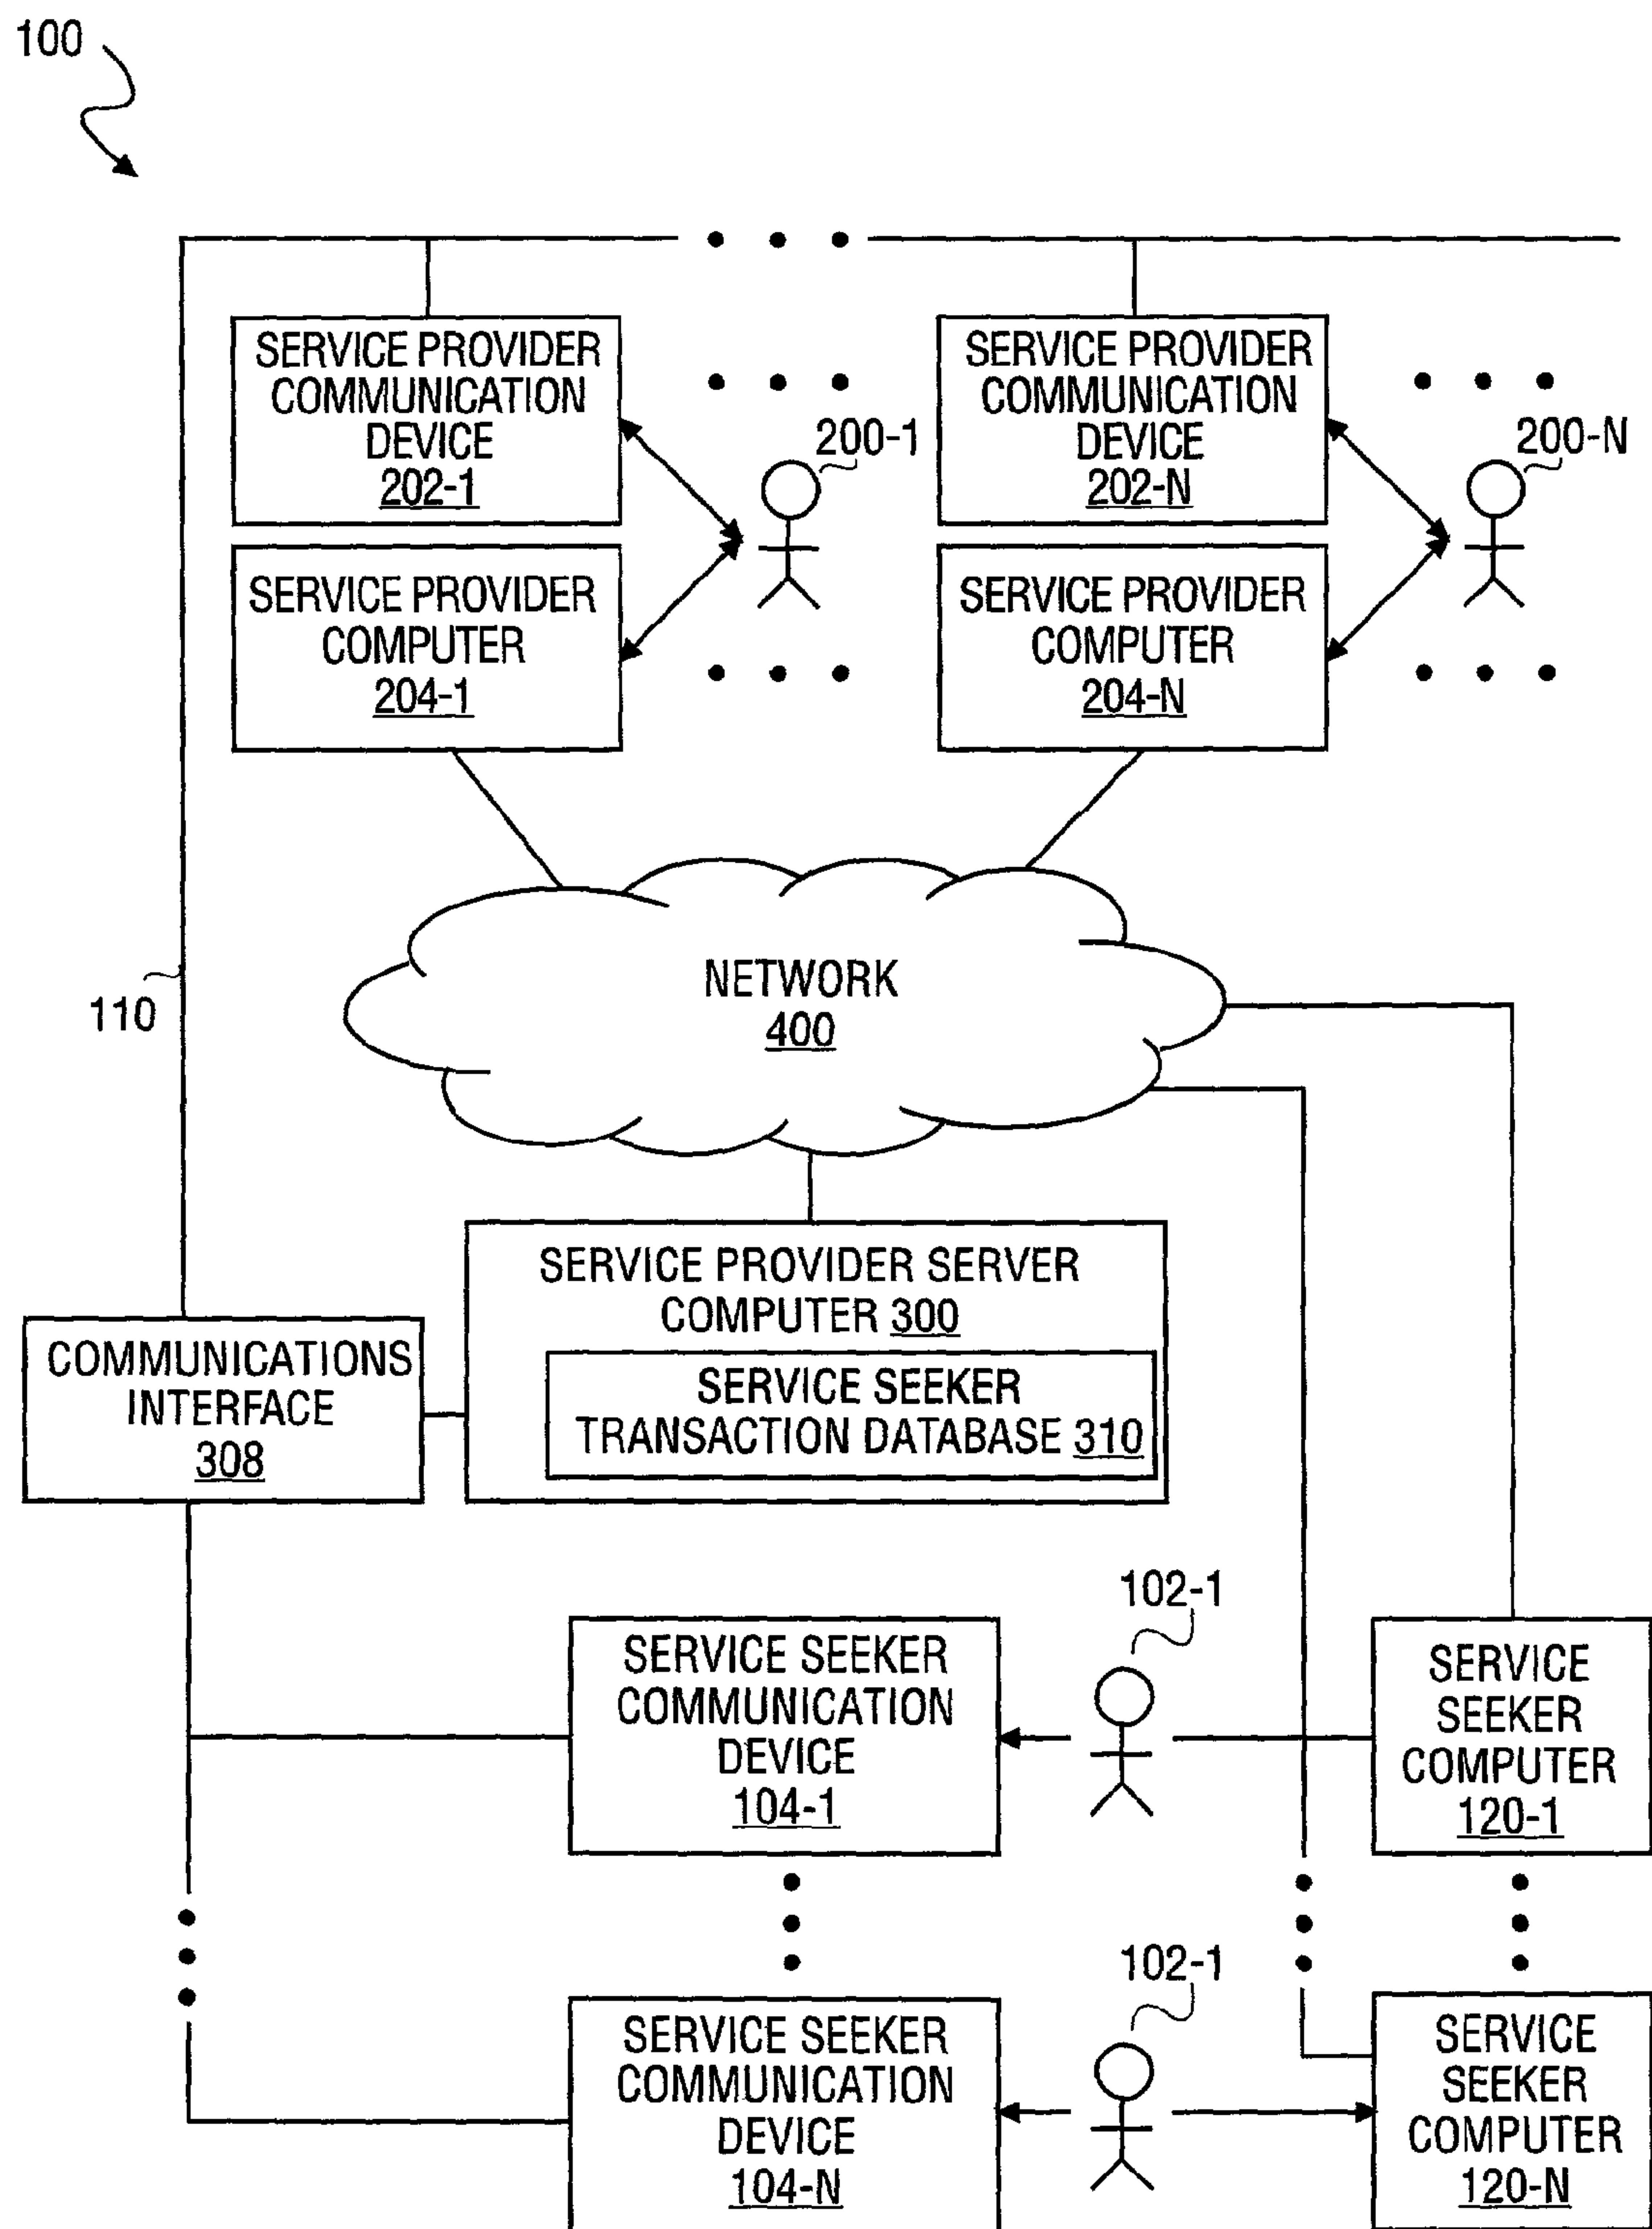 100
SERVICE PROVIDER
COMMUNICATION
DEVICE
202-1
200-1
SERVICE PROVIDER
COMMUNICATION
DEVICE
202-N
200-N
SERVICE PROVIDER
COMPUTER
204-1
SERVICE PROVIDER
COMPUTER
204-N
NETWORK
400
110
SERVICE PROVIDER SERVER
COMPUTER 300
COMMUNICATIONS
INTERFACE
308
SERVICE SEEKER
TRANSACTION DATABASE 310
102-1
SERVICE SEEKER
COMMUNICATION
DEVICE
104-1
SERVICE
SEEKER
COMPUTER
120-1
102-1
SERVICE SEEKER
COMMUNICATION
DEVICE
104-N
SERVICE
SEEKER
COMPUTER
120-N